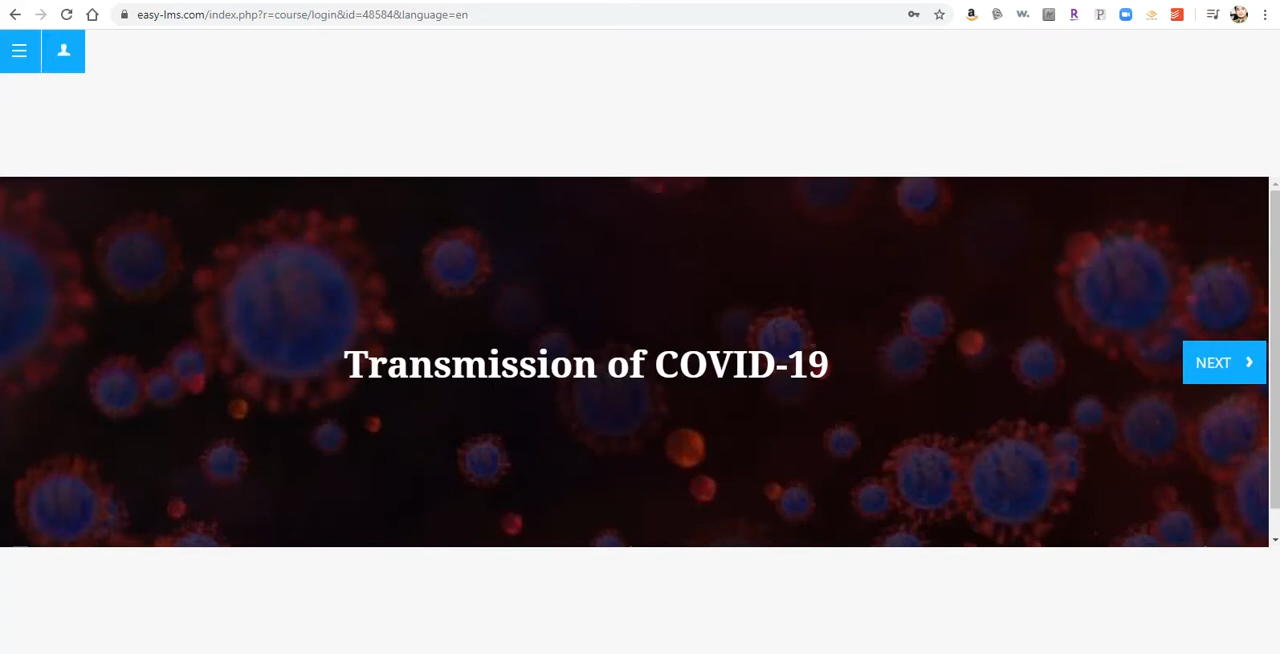 easy-lms.com/index.php?r=course/login&id=48584&language=en
Transmission of COVID-19
NEXT